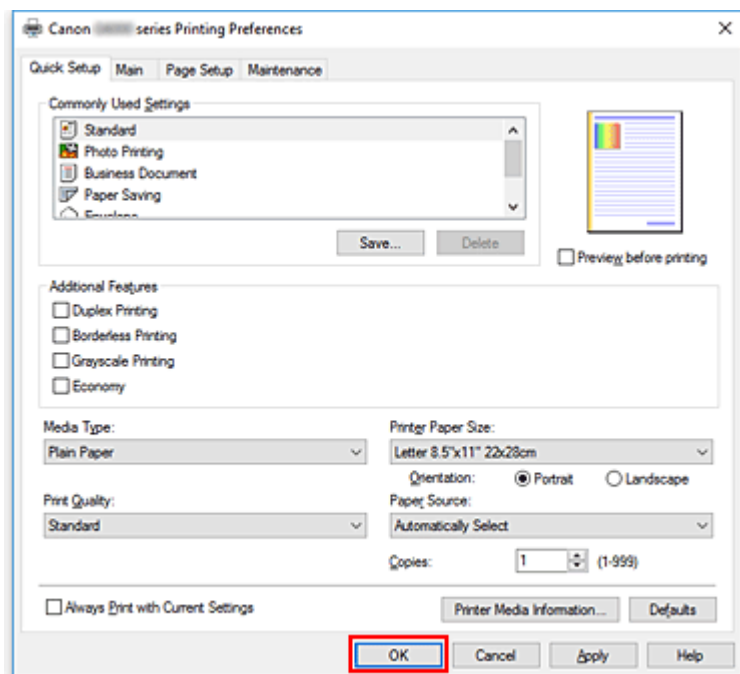 Canon series Printing Preferences
Quick Setup Main Page Setup Maintenance
Commonly Used Settings
Standard
Photo Printing
Business Document
Paper Saving
Envelope
Save... Delete
Preview before printing
Additional Features
Duplex Printing
Borderless Printing
Grayscale Printing
Economy
Media Type: Printer Paper Size:
Plain Paper Letter 8.5"x11" 22x28cm
Orientation: Portrait Landscape
Print Quality: Paper Source:
Standard Automatically Select
Copies: 1 (1-999)
Always Print with Current Settings Printer Media Information... Defaults
OK Cancel Apply Help